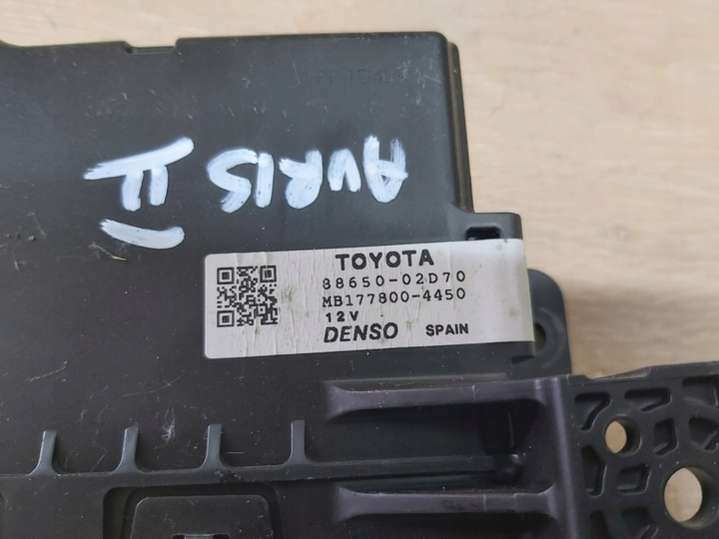 AURIS
II
TOYOTA
88650-02D70
MB177800-4450
12V
DENSO SPAIN